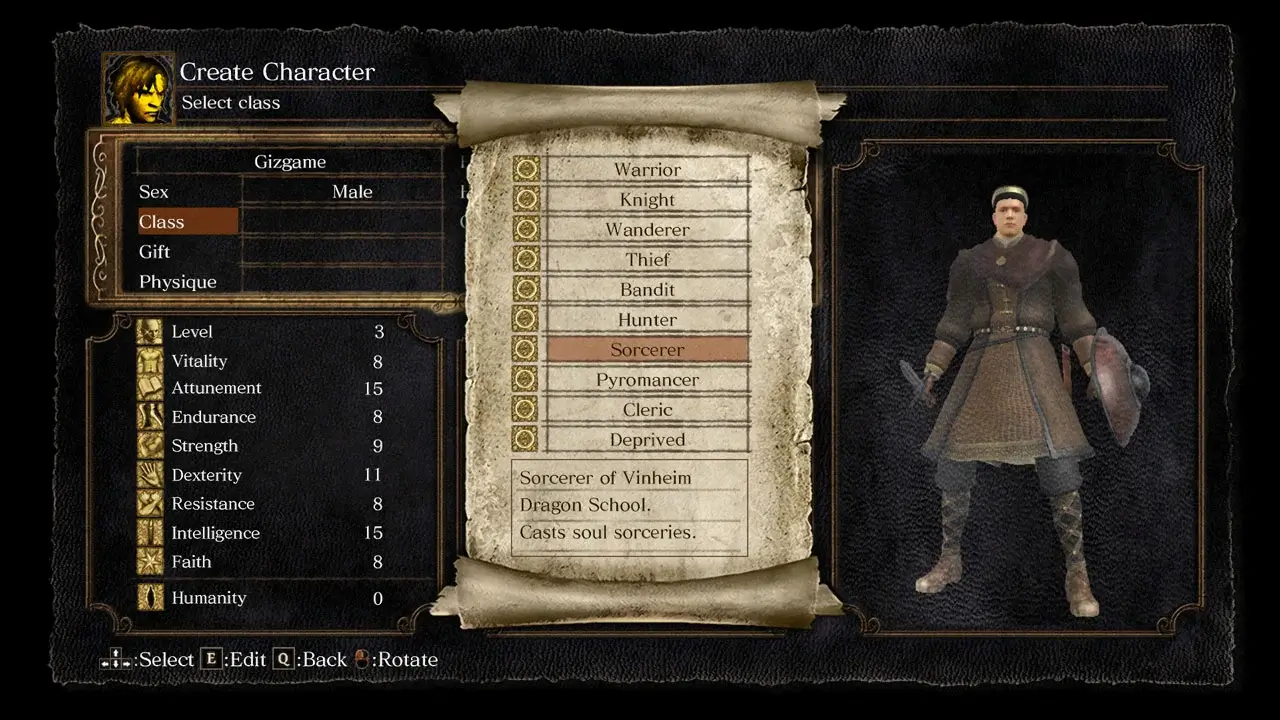 Create Character
Select class
Gizgame
Sex Male
Class
Gift
Physique
Level 3
Vitality 8
Attunement 15
Endurance 8
Strength 9
Dexterity 11
Resistance 8
Intelligence 15
Faith 8
Humanity 0
Warrior
Knight
Wanderer
Thief
Bandit
Hunter
Sorcerer
Pyromancer
Cleric
Deprived
Sorcerer of Vinheim
Dragon School.
Casts soul sorceries.
:Select E:Edit Q:Back :Rotate